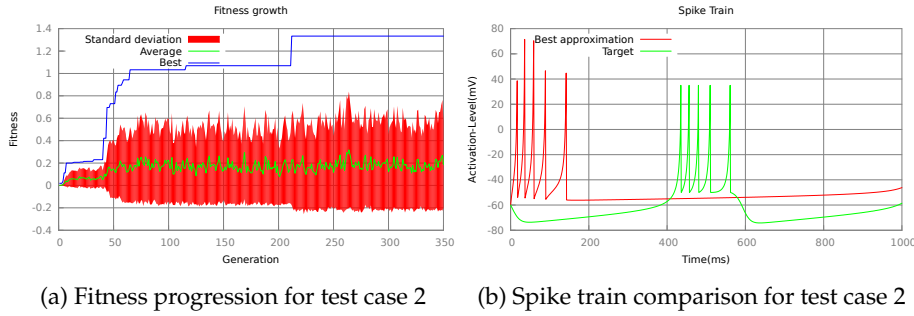 Fitness growth
1.4
1.2
1
0.8
0.6
0.4
0.2
0
-0.2
-0.4
Fitness
Standard deviation
Average
Best
0
50
100
150
200
250
300
350
Generation
(a) Fitness progression for test case 2
Spike Train
80
60
40
20
0
-20
-40
-60
-80
Activation-Level(mV)
Best approximation
Target
0
200
400
600
800
1000
Time(ms)
(b) Spike train comparison for test case 2